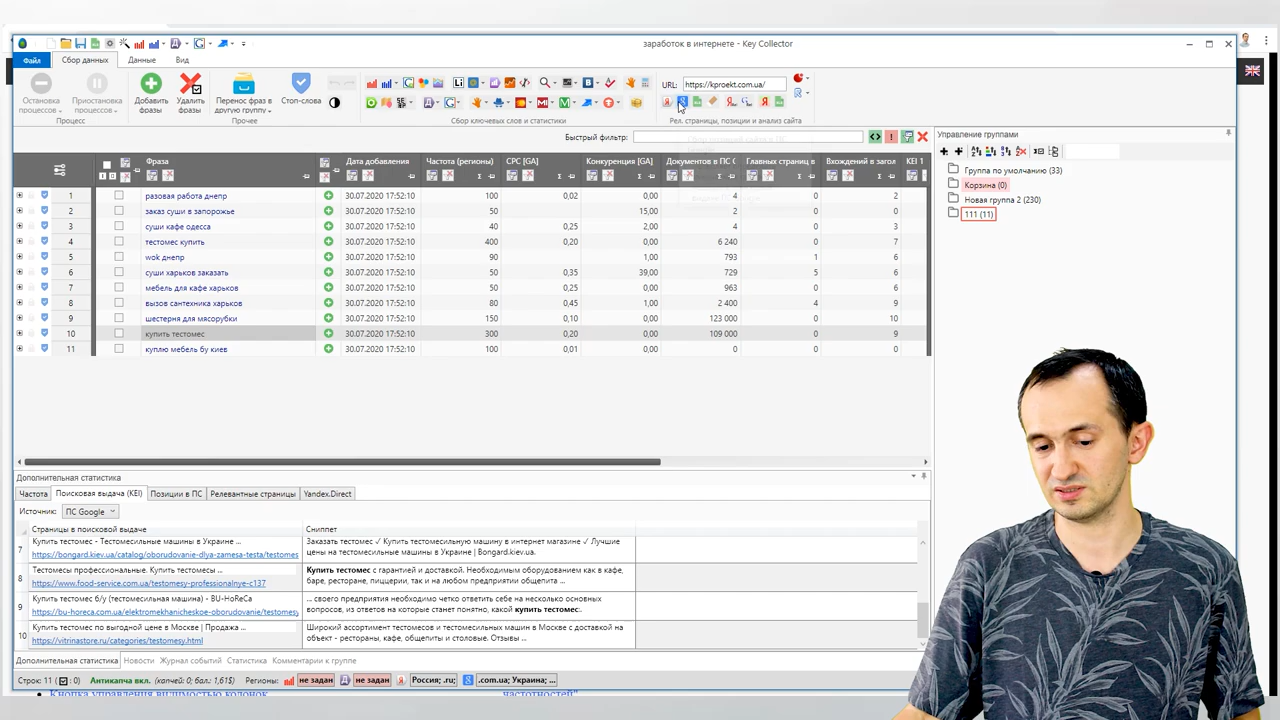 заработок в интернете - Key Collector
Файл Сбор данных Данные Вид
URL: https://kproekt.com.ua/
Остановка процессов Приостановка процессов Добавить фразы Удалить фразы Перенос фраз в другую группу Стоп-слова
Процесс Прочее Сбор ключевых слов и статистики Рел. страницы, позиции и анализ сайта
Быстрый фильтр:
Управление группами
Фраза Дата добавления Частота (регионы) CPC [GA] Конкуренция [GA] Документов в ПС G Главных страниц в Вхождений в загол KEI 1
1 разовая работа днепр 30.07.2020 17:52:10 100 0,02 0,00 4 0 2
2 заказ суши в запорожье 30.07.2020 17:52:10 50 15,00 2 0 0
3 суши кафе одесса 30.07.2020 17:52:10 40 0,25 2,00 4 0 3
4 тестомес купить 30.07.2020 17:52:10 400 0,20 0,00 6 240 0 7
5 wok днепр 30.07.2020 17:52:10 90 1,00 793 1 6
6 суши харьков заказать 30.07.2020 17:52:10 50 0,35 39,00 729 5 6
7 мебель для кафе харьков 30.07.2020 17:52:10 50 0,25 0,00 963 0 6
8 вызов сантехника харьков 30.07.2020 17:52:10 80 0,45 1,00 2 400 4 9
9 шестерня для мясорубки 30.07.2020 17:52:10 150 0,10 0,00 123 000 0 10
10 купить тестомес 30.07.2020 17:52:10 300 0,20 0,00 109 000 0 9
11 куплю мебель бу киев 30.07.2020 17:52:10 100 0,01 0,00 0 0 0
Группа по умолчанию (33)
Корзина (0)
Новая группа 2 (230)
111 (11)
Дополнительная статистика
Частота Поисковая выдача (KEI) Позиции в ПС Релевантные страницы Yandex.Direct
Источник: ПС Google
Страницы в поисковой выдаче Сниппет
7 Купить тестомес - Тестомесильные машины в Украине ...
https://bongard.kiev.ua/catalog/oborudovanie-dlya-zamesa-testa/testomes
Заказать тестомес ✓ Купить тестомесильную машину в интернет магазине ✓ Лучшие
цены на тестомесильные машины в Украине | Bongard.kiev.ua.
8 Тестомесы профессиональные. Купить тестомесы ...
https://www.food-service.com.ua/testomesy-professionalnye-c137
Купить тестомес с гарантией и доставкой. Необходимым оборудованием как в кафе,
баре, ресторане, пиццерии, так и на любом предприятии общепита ...
9 Купить тестомес б/у (тестомесильная машина) - BU-HoReCa
https://bu-horeca.com.ua/elektromekhanicheskoe-oborudovanie/testomesy
... своего предприятия необходимо четко ответить себе на несколько основных
вопросов, из ответов на которые станет понятно, какой купить тестомес:
10 Купить тестомес по выгодной цене в Москве | Продажа ...
https://vitrinastore.ru/categories/testomesy.html
Широкий ассортимент тестомесов и тестомесильных машин в Москве с доставкой на
объект - рестораны, кафе, общепиты и столовые. Отзывы ...
Дополнительная статистика Новости Журнал событий Статистика Комментарии к группе
Строк: 11 ( : 0) Антикапча вкл. (капчей: 0; бал.: 1,61$) Регионы: не задан не задан Россия; .ru; .com.ua; Украина; ...
Кнопка управления видимостью колонок частотностей"